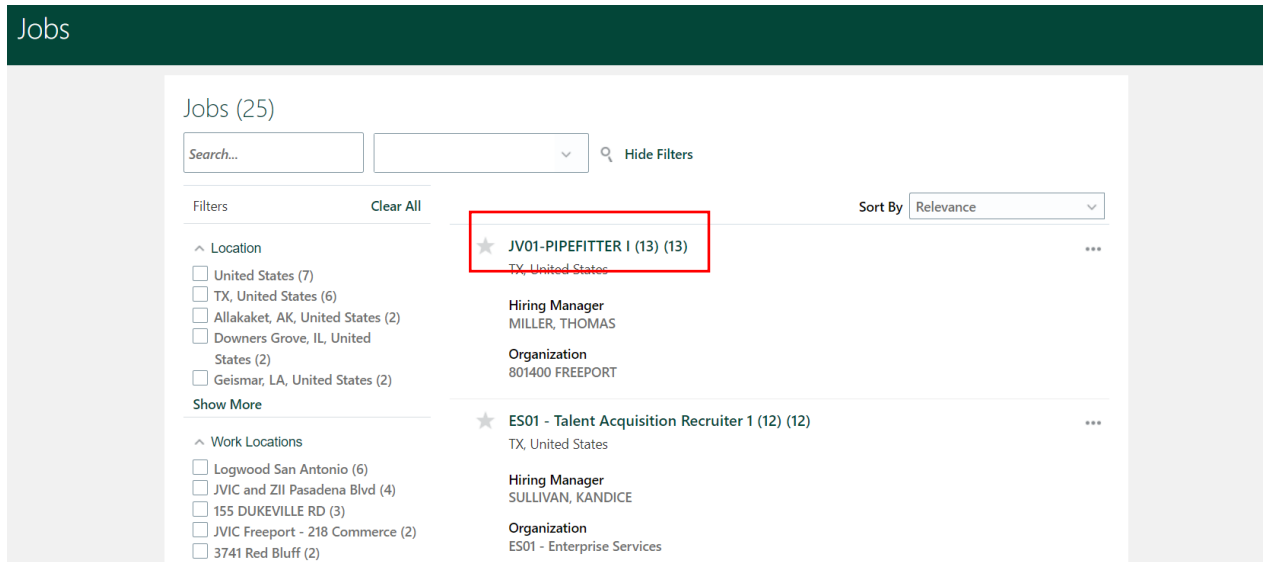 Jobs
Jobs (25)
Search...
Hide Filters
Filters
Clear All
Sort By
Relevance
Location
United States (7)
TX, United States (6)
Allakaket, AK, United States (2)
Downers Grove, IL, United
States (2)
Geismar, LA, United States (2)
Show More
Work Locations
Logwood San Antonio (6)
JVIC and ZII Pasadena Blvd (4)
155 DUKEVILLE RD (3)
JVIC Freeport - 218 Commerce (2)
3741 Red Bluff (2)
JV01-PIPEFITTER I (13) (13)
TX, United States
Hiring Manager
MILLER, THOMAS
Organization
801400 FREEPORT
ES01 - Talent Acquisition Recruiter 1 (12) (12)
TX, United States
Hiring Manager
SULLIVAN, KANDICE
Organization
ES01 - Enterprise Services